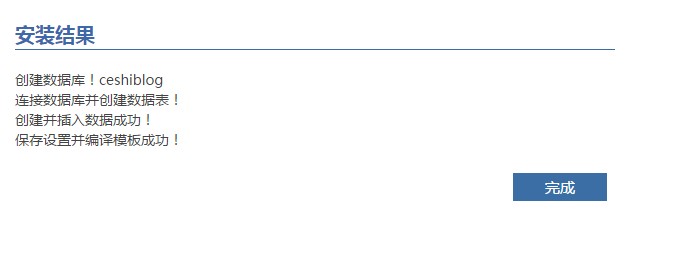 安装结果
创建数据库！ceshiblog
连接数据库并创建数据表！
创建并插入数据成功！
保存设置并编译模板成功！
完成